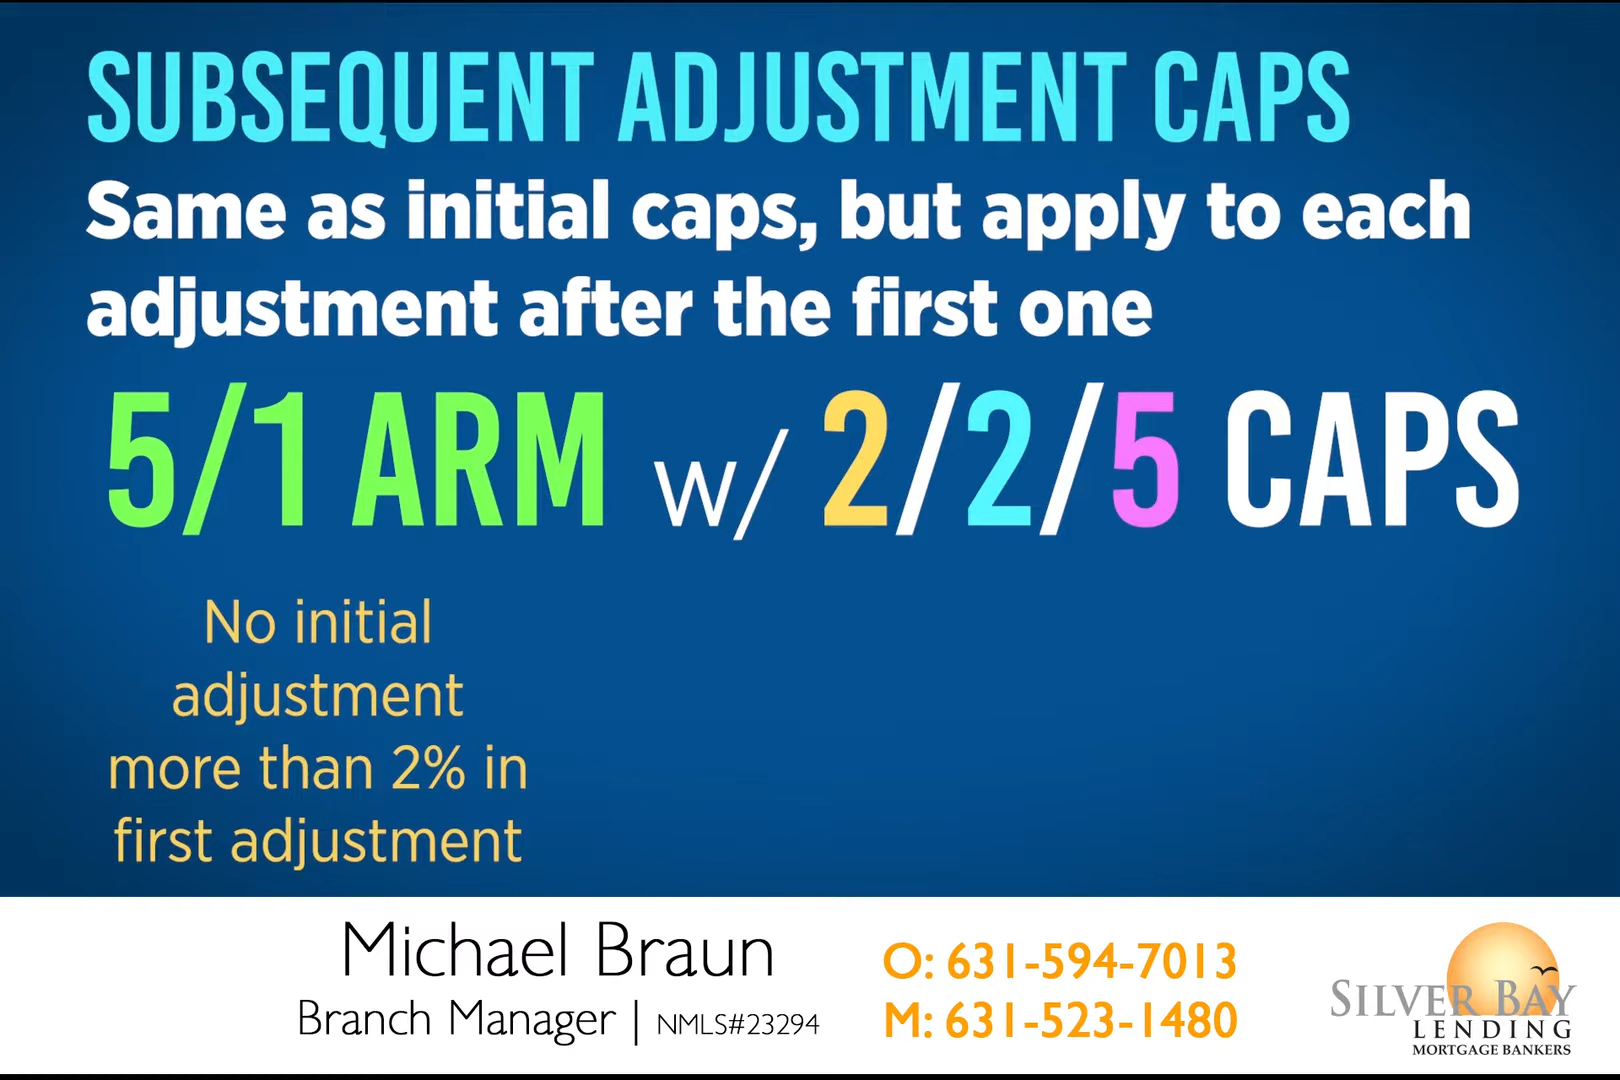 SUBSEQUENT ADJUSTMENT CAPS
Same as initial caps, but apply to each
adjustment after the first one
5/1 ARM w/ 2/2/5 CAPS
No initial
adjustment
more than 2% in
first adjustment
Michael Braun
Branch Manager | NMLS#23294
O: 631-594-7013
M: 631-523-1480
SILVER BAY
LENDING
MORTGAGE BANKERS